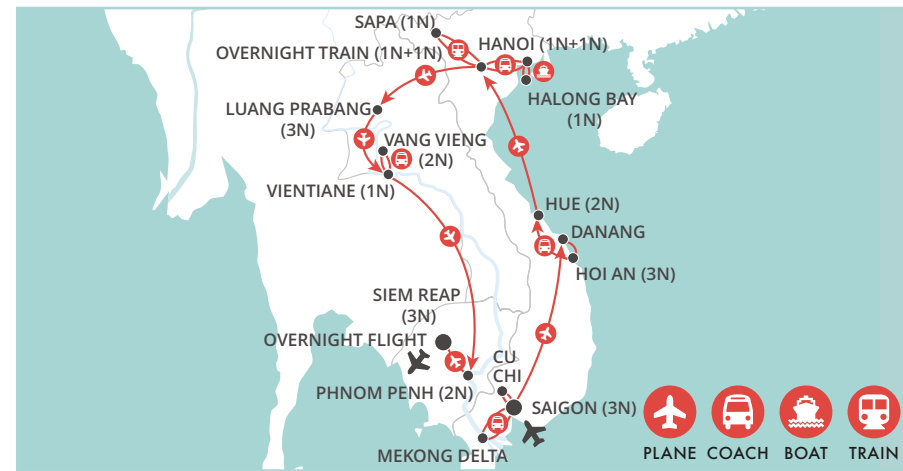 SAPA (1N)
OVERNIGHT TRAIN (1N+1N)
HANOI (1N+1N)
HALONG BAY
(1N)
LUANG PRABANG
(3N)
VANG VIENG
(2N)
VIENTIANE (1N)
HUE (2N)
DANANG
HOI AN (3N)
SIEM REAP
(3N)
OVERNIGHT FLIGHT
CU
CHI
PHNOM PENH (2N)
SAIGON (3N)
MEKONG DELTA
PLANE
COACH
BOAT
TRAIN